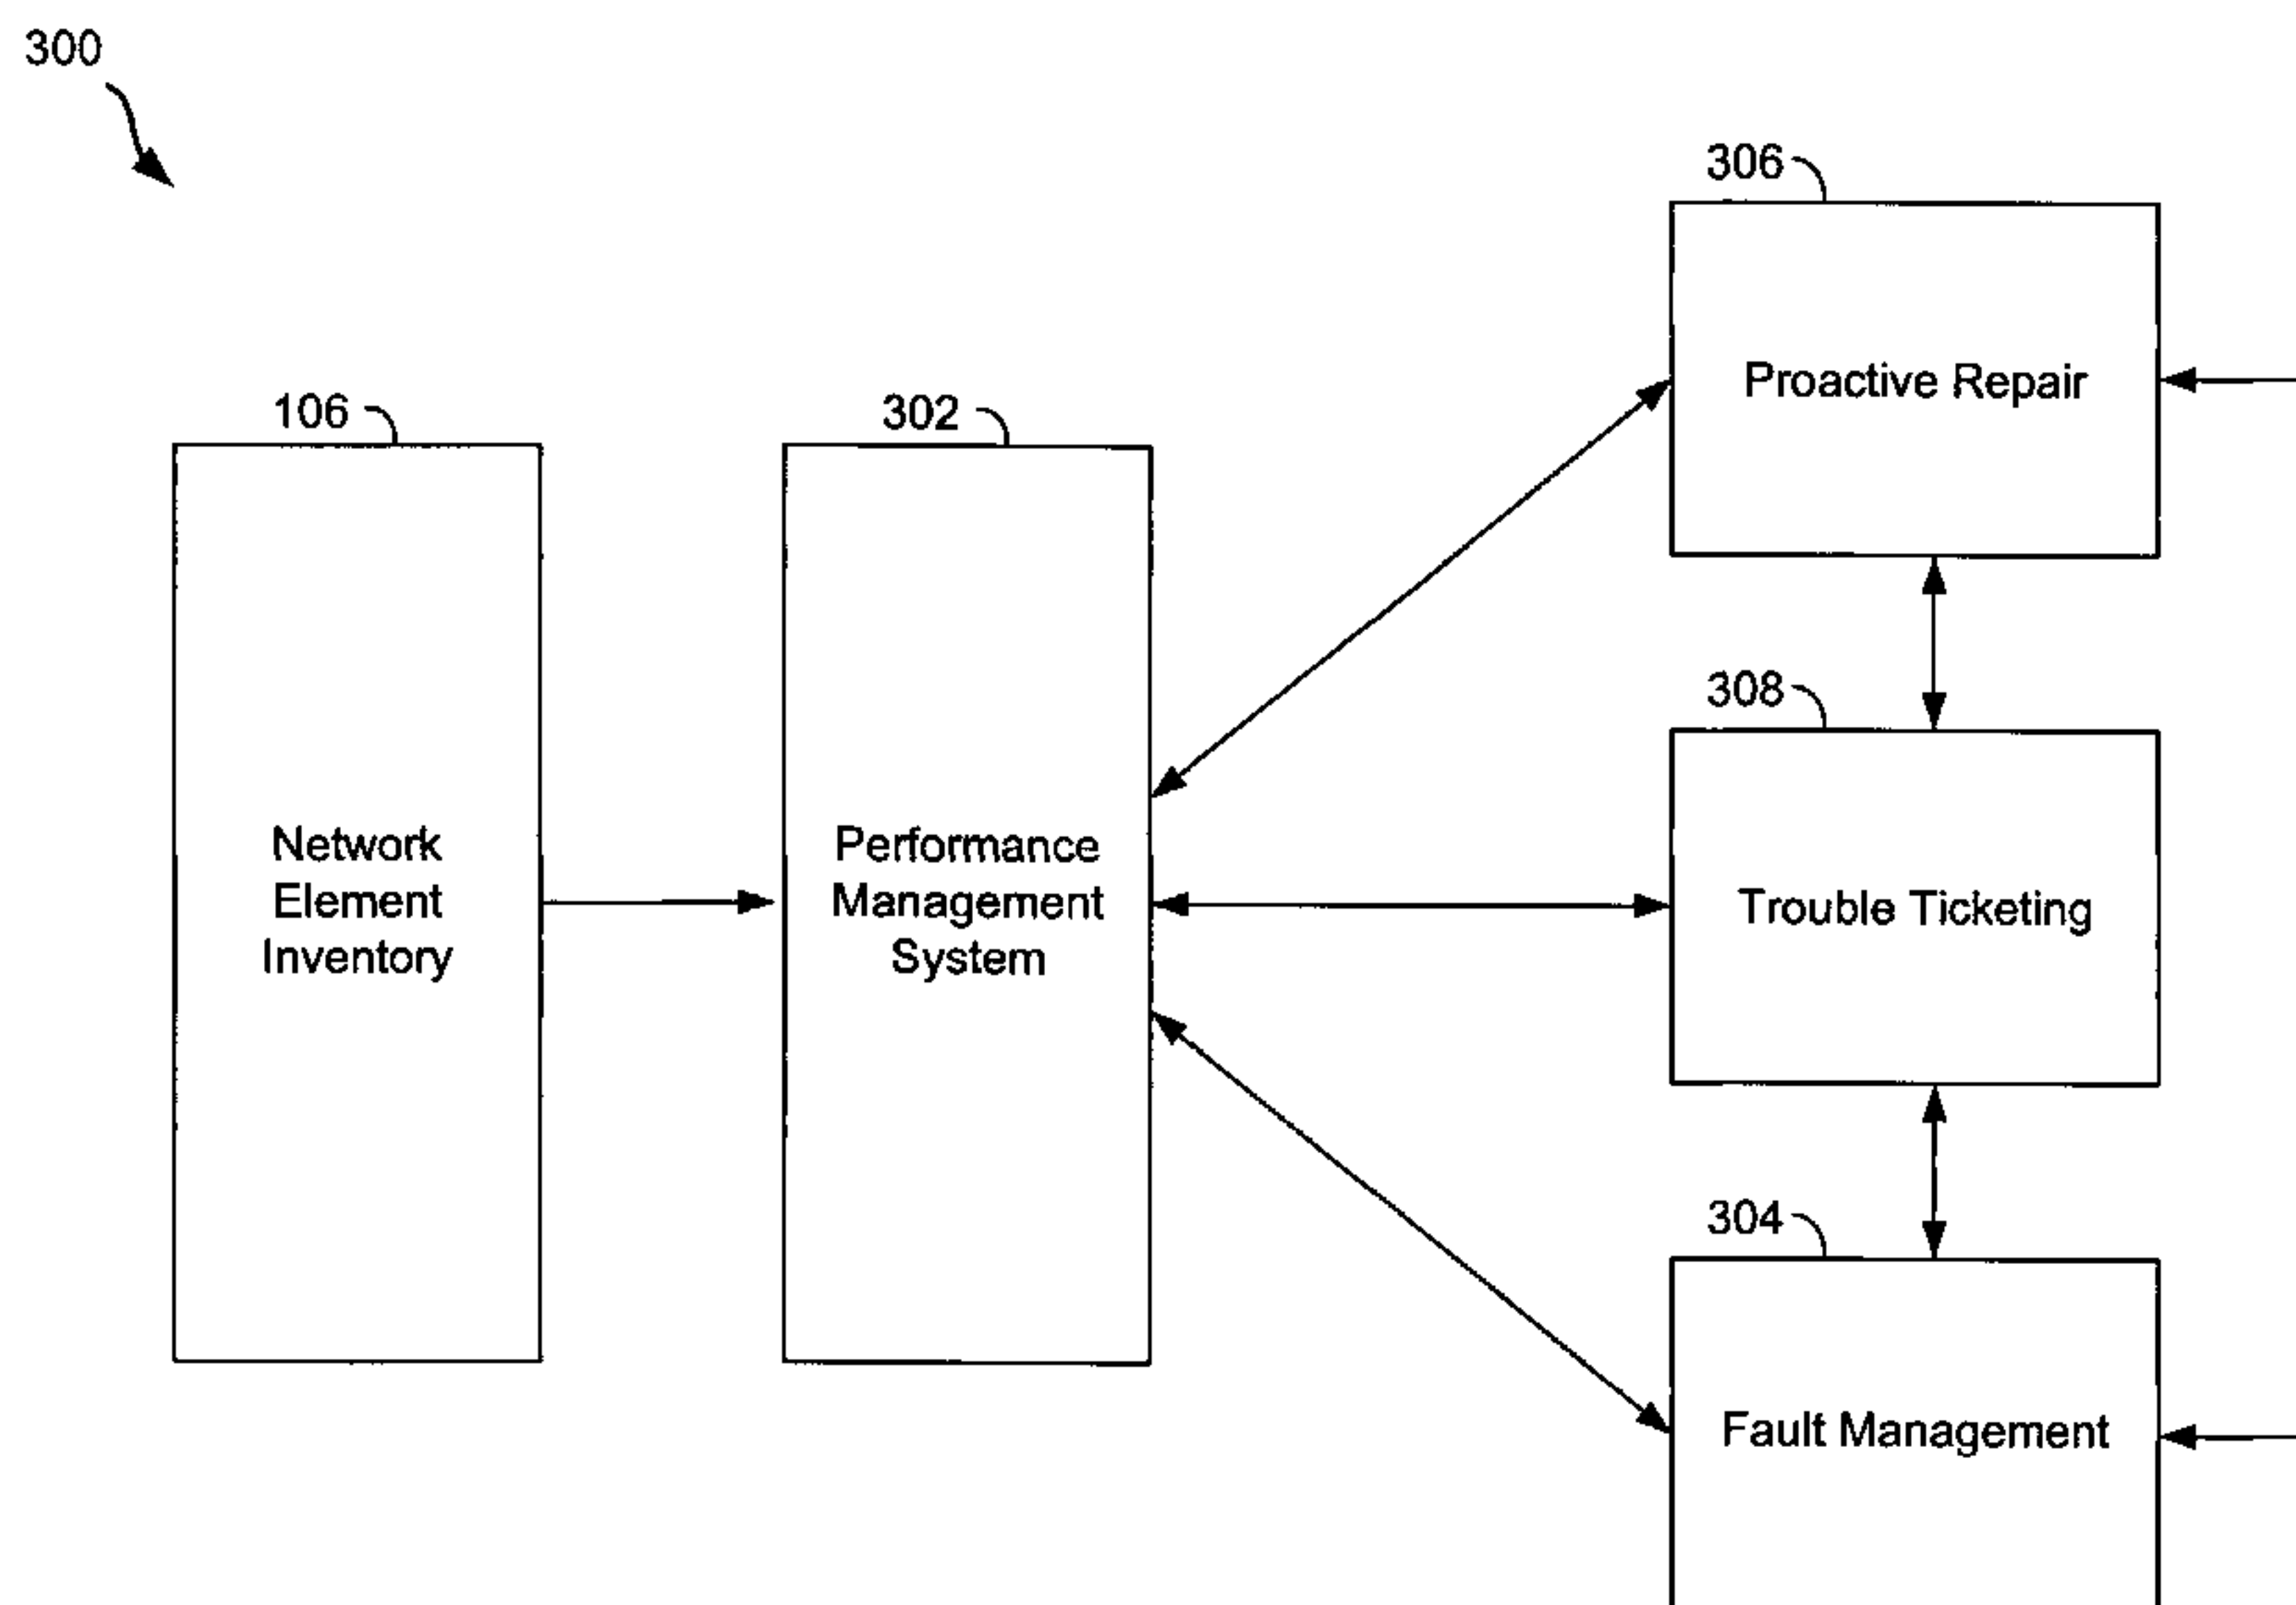 300
306
Proactive Repair
106
302
308
Network
Element
Inventory
Performance
Management
System
Trouble Ticketing
304
Fault Management